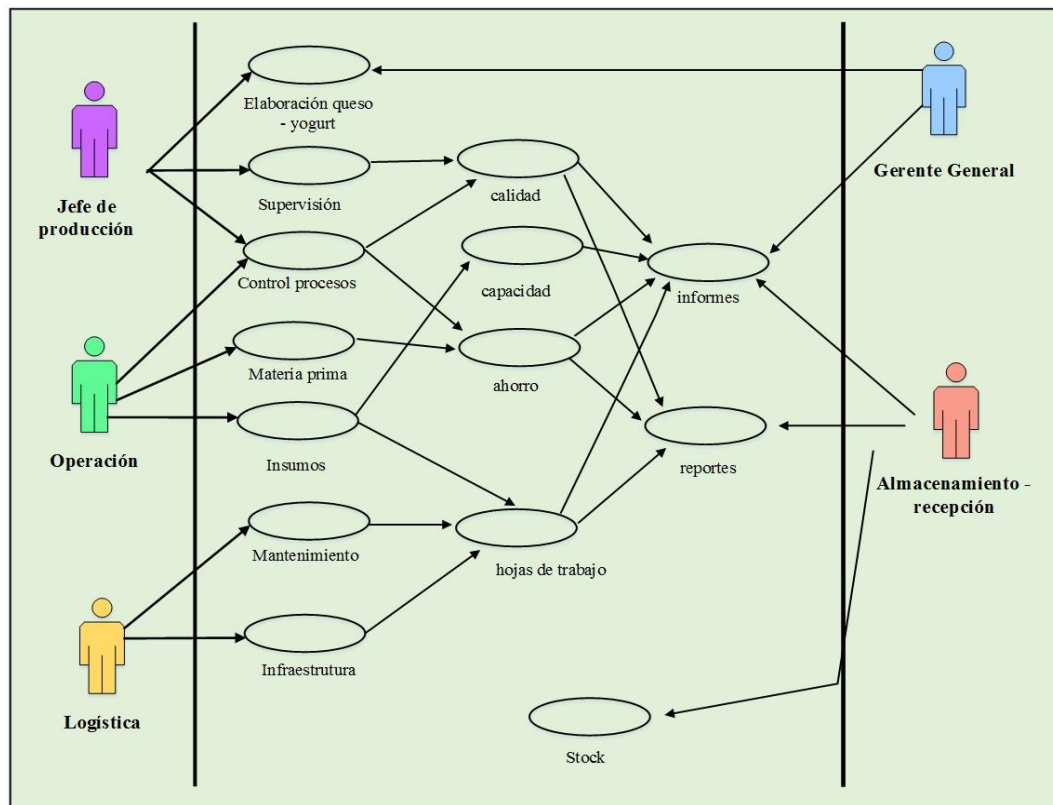 Elaboración queso
- yogurt
Gerente General
Jefe de
producción
Supervisión
calidad
Control procesos
capacidad
informes
Materia prima
ahorro
Operación
Insumos
reportes
Almacenamiento -
recepción
Mantenimiento
hojas de trabajo
Infraestrutura
Logística
Stock